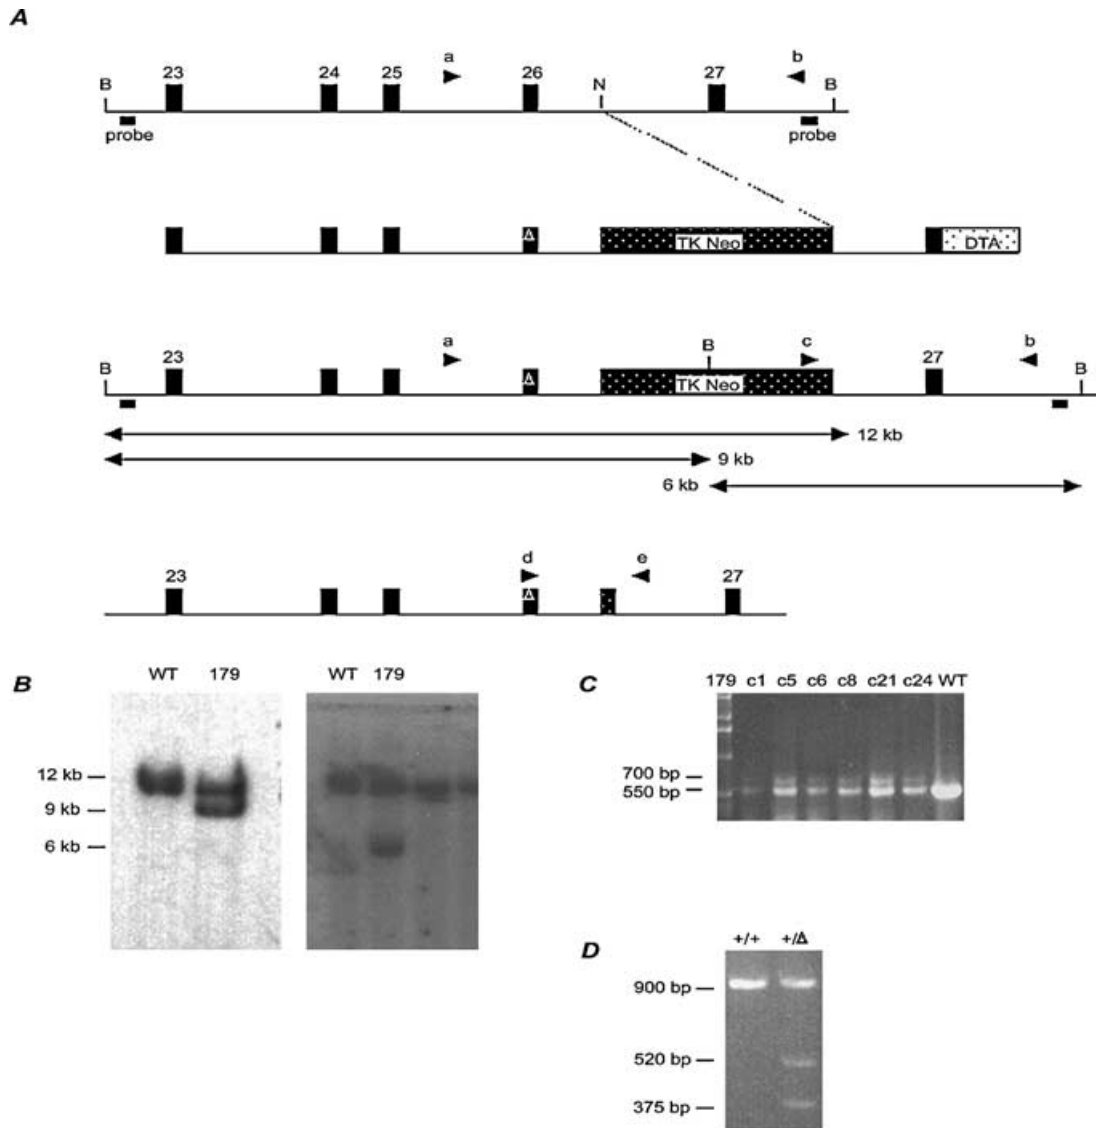 A
a b
23 24 25 26 N 27
B B
probe probe
Δ TK Neo DTA
a B c b
B 23 27 B
Δ TK Neo
12 kb
9 kb
6 kb
d e
23 27
Δ
B WT 179 WT 179
12 kb
9 kb
6 kb
C 179 c1 c5 c6 c8 c21 c24 WT
700 bp
550 bp
D +/+ +/Δ
900 bp
520 bp
375 bp